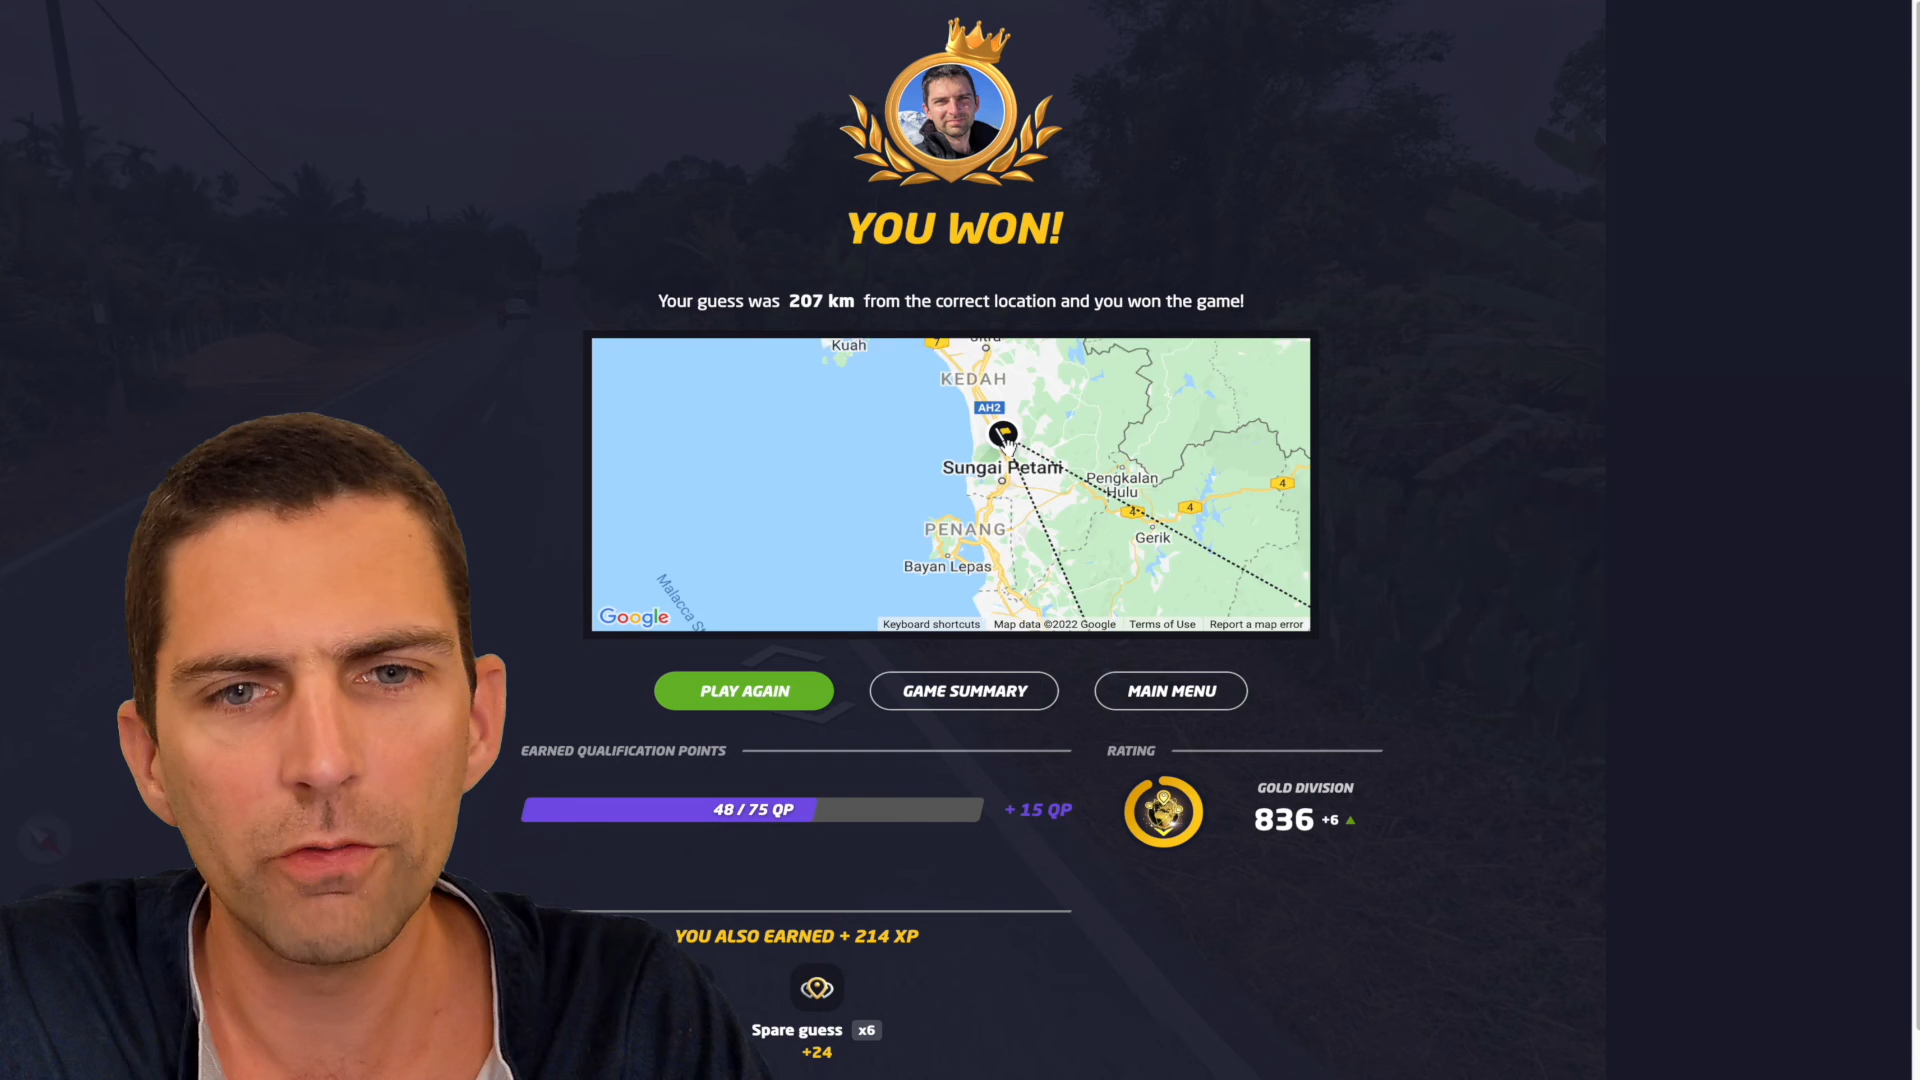 YOU WON!
Your guess was 207 km from the correct location and you won the game!
Kuah
7
KEDAH
AH2
Sungai Petani
Pengkalan
Hulu
4
4
4
Gerik
PENANG
Bayan Lepas
Malacca St
Google
Keyboard shortcuts Map data ©2022 Google Terms of Use Report a map error
PLAY AGAIN GAME SUMMARY MAIN MENU
EARNED QUALIFICATION POINTS
48 / 75 QP + 15 QP
RATING
GOLD DIVISION
836 +6
YOU ALSO EARNED + 214 XP
Spare guess x6
+24